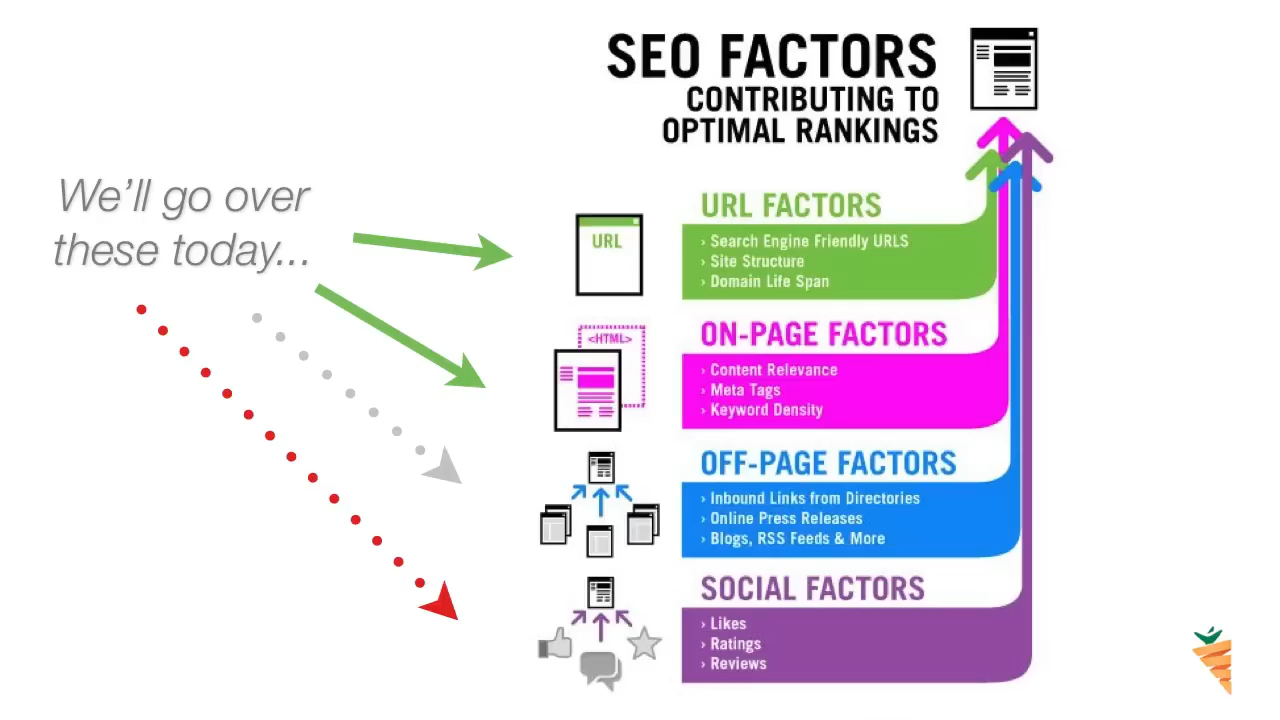 SEO FACTORS
CONTRIBUTING TO
OPTIMAL RANKINGS
We'll go over
these today...
URL
URL FACTORS
› Search Engine Friendly URLS
› Site Structure
› Domain Life Span
<HTML>
ON-PAGE FACTORS
› Content Relevance
› Meta Tags
› Keyword Density
OFF-PAGE FACTORS
› Inbound Links from Directories
› Online Press Releases
› Blogs, RSS Feeds & More
SOCIAL FACTORS
› Likes
› Ratings
› Reviews